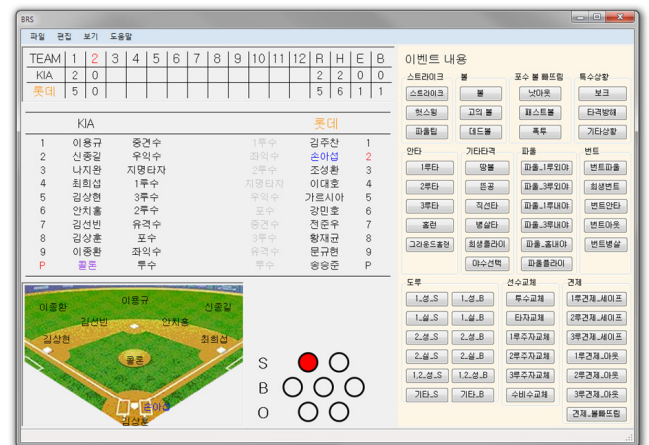 BRS
파일 편집 보기 도움말
TEAM 1 2 3 4 5 6 7 8 9 10 11 12 R H E B
KIA 2 0 2 2 0 0
롯데 5 0 5 6 1 1
KIA 롯데
1 이용규 중견수 1루수 김주찬 1
2 신종길 우익수 좌익수 손아섭 2
3 나지완 지명타자 2루수 조성환 3
4 최희섭 1루수 지명타자 이대호 4
5 김상현 3루수 우익수 가르시아 5
6 안치홍 2루수 포수 강민호 6
7 김선빈 유격수 중견수 전준우 7
8 김상훈 포수 3루수 황재균 8
9 이종환 좌익수 유격수 문규현 9
P 콜론 투수 투수 송승준 P
이종환 이용규 신종길
김선빈 안치홍
김상현 최희섭
콜론
손아섭
김상훈
S
B
O
이벤트 내용
스트라이크 볼 포수 볼 빠뜨림 특수상황
스트라이크 볼 낫아웃 보크
헛스윙 고의 볼 패스트볼 타격방해
파울팁 데드볼 폭투 기타상황
안타 기타타격 파울 번트
1루타 땅볼 파울_1루외야 번트파울
2루타 뜬공 파울_3루외야 희생번트
3루타 직선타 파울_1루내야 번트안타
홈런 병살타 파울_3루내야 번트아웃
그라운드홈런 희생플라이 파울_홈내야 번트병살
야수선택 파울플라이
도루 선수교체 견제
1_성_S 1_성_B 투수교체 1루견제_세이프
1_실_S 1_실_B 타자교체 2루견제_세이프
2_성_S 2_성_B 1루주자교체 3루견제_세이프
2_실_S 2_실_B 2루주자교체 1루견제_아웃
1,2_성_S 1,2_성_B 3루주자교체 2루견제_아웃
기타_S 기타_B 수비수교체 3루견제_아웃
견제_볼빠뜨림